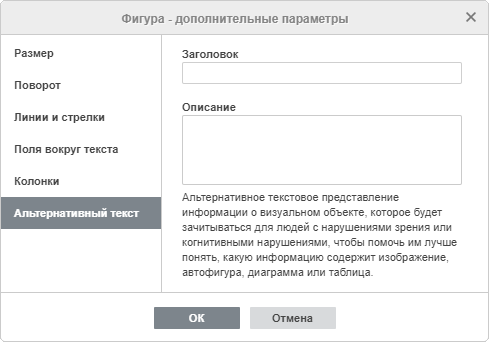 Фигура - дополнительные параметры
Размер
Поворот
Линии и стрелки
Поля вокруг текста
Колонки
Альтернативный текст
Заголовок
Описание
Альтернативное текстовое представление
информации о визуальном объекте, которое будет
зачитываться для людей с нарушениями зрения или
когнитивными нарушениями, чтобы помочь им лучше
понять, какую информацию содержит изображение,
автофигура, диаграмма или таблица.
ОК
Отмена